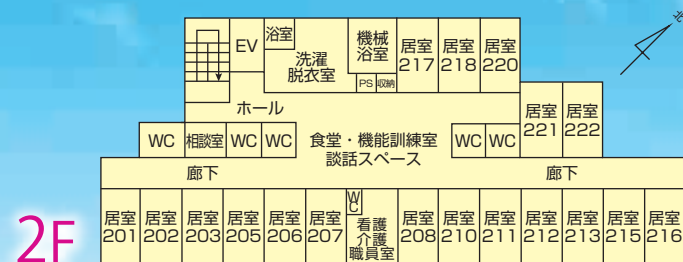 北
EV
浴室
洗濯
脱衣室
機械
浴室
PS
収納
居室
217
居室
218
居室
220
ホール
居室
221
居室
222
WC
相談室
WC
WC
食堂・機能訓練室
談話スペース
WC
WC
廊下
廊下
2F
居室
201
居室
202
居室
203
居室
205
居室
206
居室
207
WC
看護
介護
職員室
居室
208
居室
210
居室
211
居室
212
居室
213
居室
215
居室
216